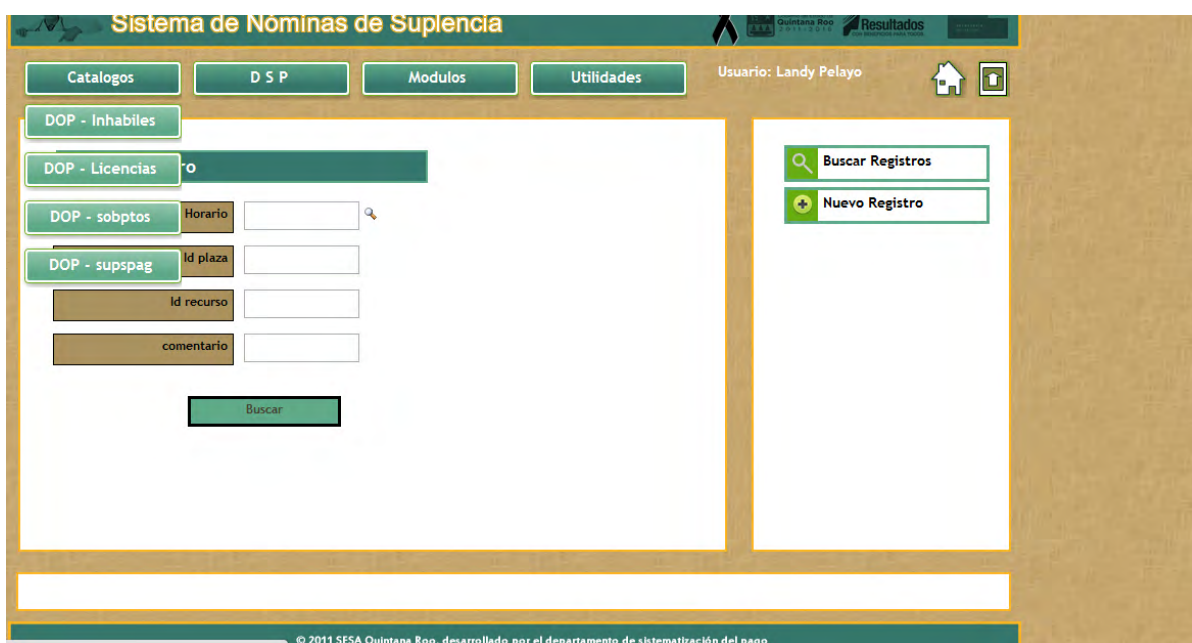 Sistema de Nóminas de Suplencia
Quintana Roo
2011-2016
Resultados
Catalogos
D S P
Modulos
Utilidades
Usuario: Landy Pelayo
DOP - Inhabiles
DOP - Licencias
ro
DOP - sobptos
Horario
DOP - supspag
Id plaza
Id recurso
comentario
Buscar
Buscar Registros
Nuevo Registro
© 2011 SESA Quintana Roo, desarrollado por el departamento de sistematización del pago